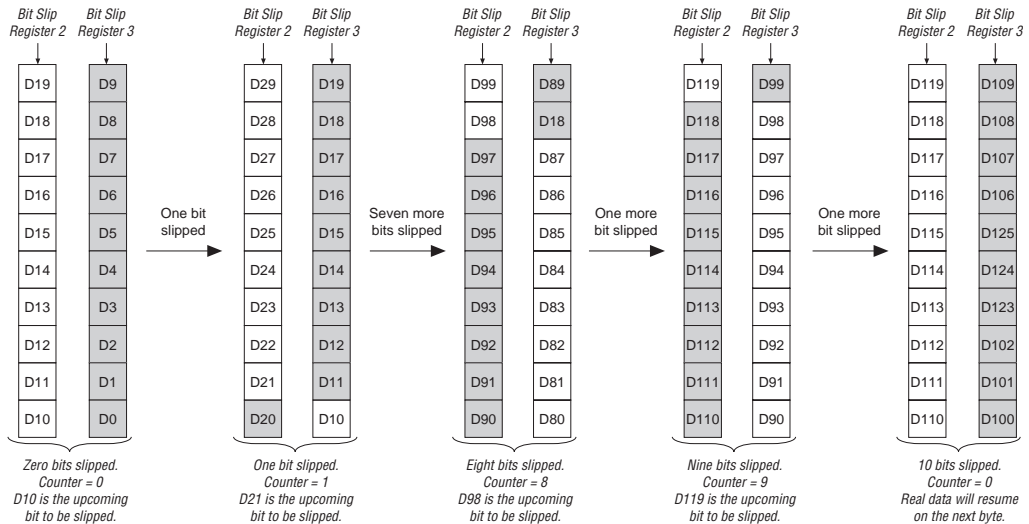 Bit Slip Register 2
Bit Slip Register 3
Bit Slip Register 2
Bit Slip Register 3
Bit Slip Register 2
Bit Slip Register 3
Bit Slip Register 2
Bit Slip Register 3
Bit Slip Register 2
Bit Slip Register 3
D19 D9 D29 D19 D99 D89 D119 D99 D119 D109
D18 D8 D28 D18 D98 D18 D118 D98 D118 D108
D17 D7 D27 D17 D97 D87 D117 D97 D117 D107
D16 D6 D26 D16 D96 D86 D116 D96 D116 D106
D15 D5 D25 D15 D95 D85 D115 D95 D115 D125
D14 D4 D24 D14 D94 D84 D114 D94 D114 D124
D13 D3 D23 D13 D93 D83 D113 D93 D113 D123
D12 D2 D22 D12 D92 D82 D112 D92 D112 D102
D11 D1 D21 D11 D91 D81 D111 D91 D111 D101
D10 D0 D20 D10 D90 D80 D110 D90 D110 D100
One bit
slipped
Seven more
bits slipped
One more
bit slipped
One more
bit slipped
Zero bits slipped.
Counter = 0
D10 is the upcoming
bit to be slipped.
One bit slipped.
Counter = 1
D21 is the upcoming
bit to be slipped.
Eight bits slipped.
Counter = 8
D98 is the upcoming
bit to be slipped.
Nine bits slipped.
Counter = 9
D119 is the upcoming
bit to be slipped.
10 bits slipped.
Counter = 0
Real data will resume
on the next byte.